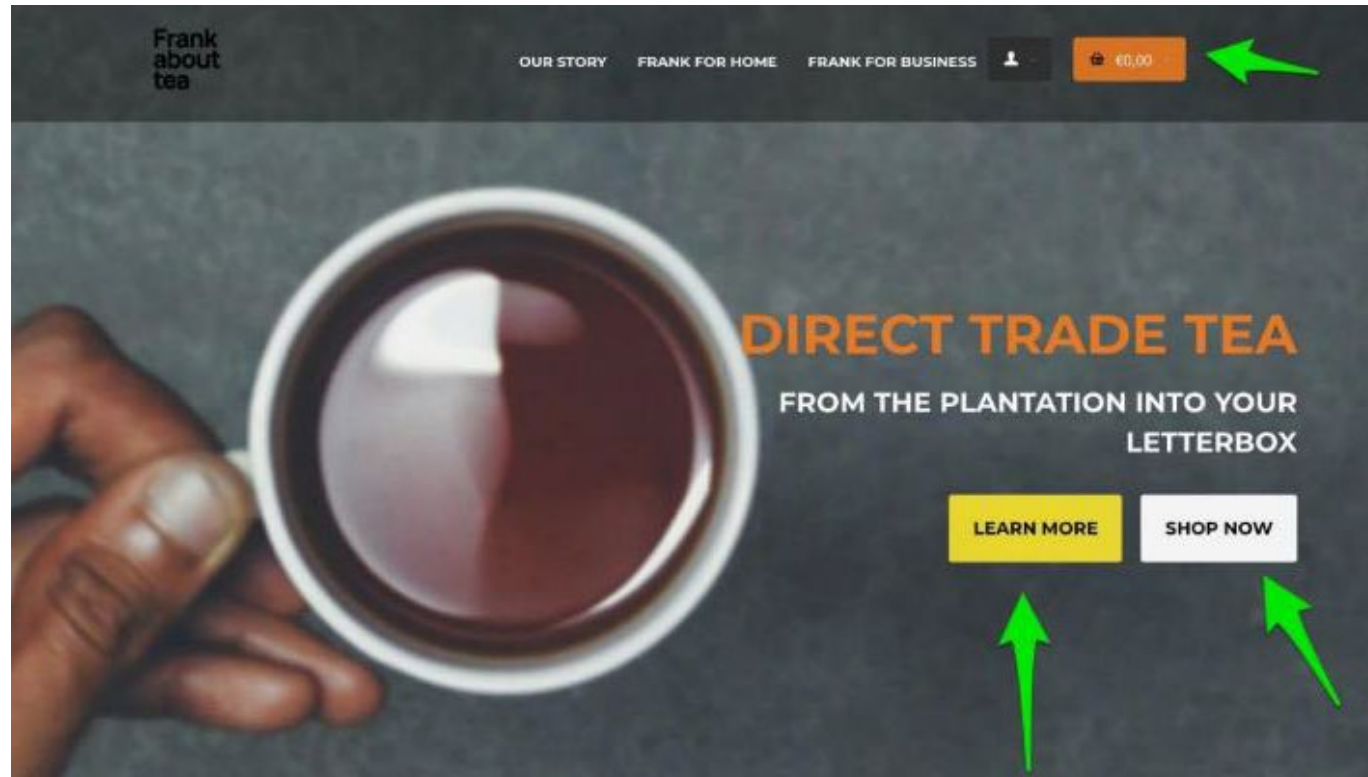 Frank
about
tea
OUR STORY FRANK FOR HOME FRANK FOR BUSINESS €0,00
DIRECT TRADE TEA
FROM THE PLANTATION INTO YOUR
LETTERBOX
LEARN MORE SHOP NOW